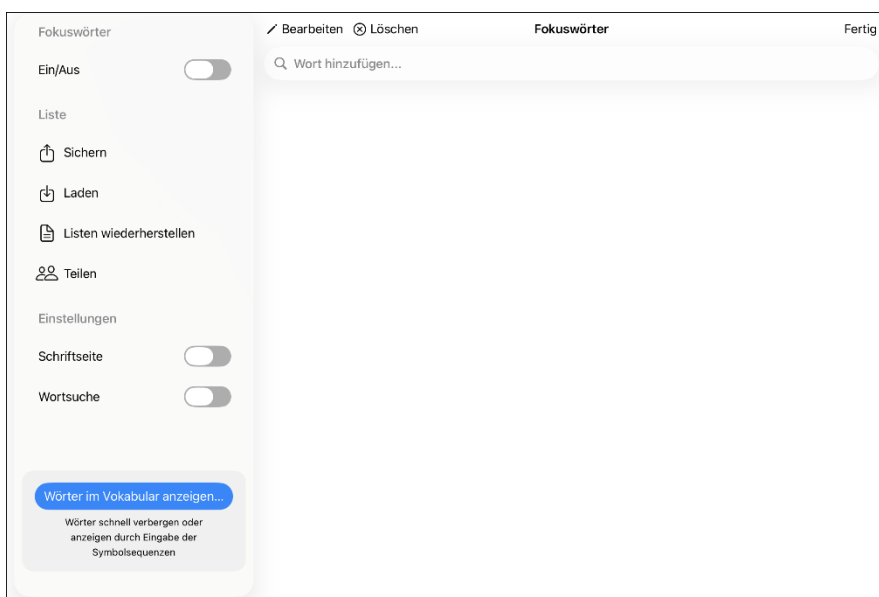 Fokuswörter
Ein/Aus
Liste
Sichern
Laden
Listen wiederherstellen
Teilen
Einstellungen
Schriftseite
Wortsuche
Wörter im Vokabular anzeigen...
Wörter schnell verbergen oder
anzeigen durch Eingabe der
Symbolsequenzen
Bearbeiten Löschen Fokuswörter Fertig
Wort hinzufügen...